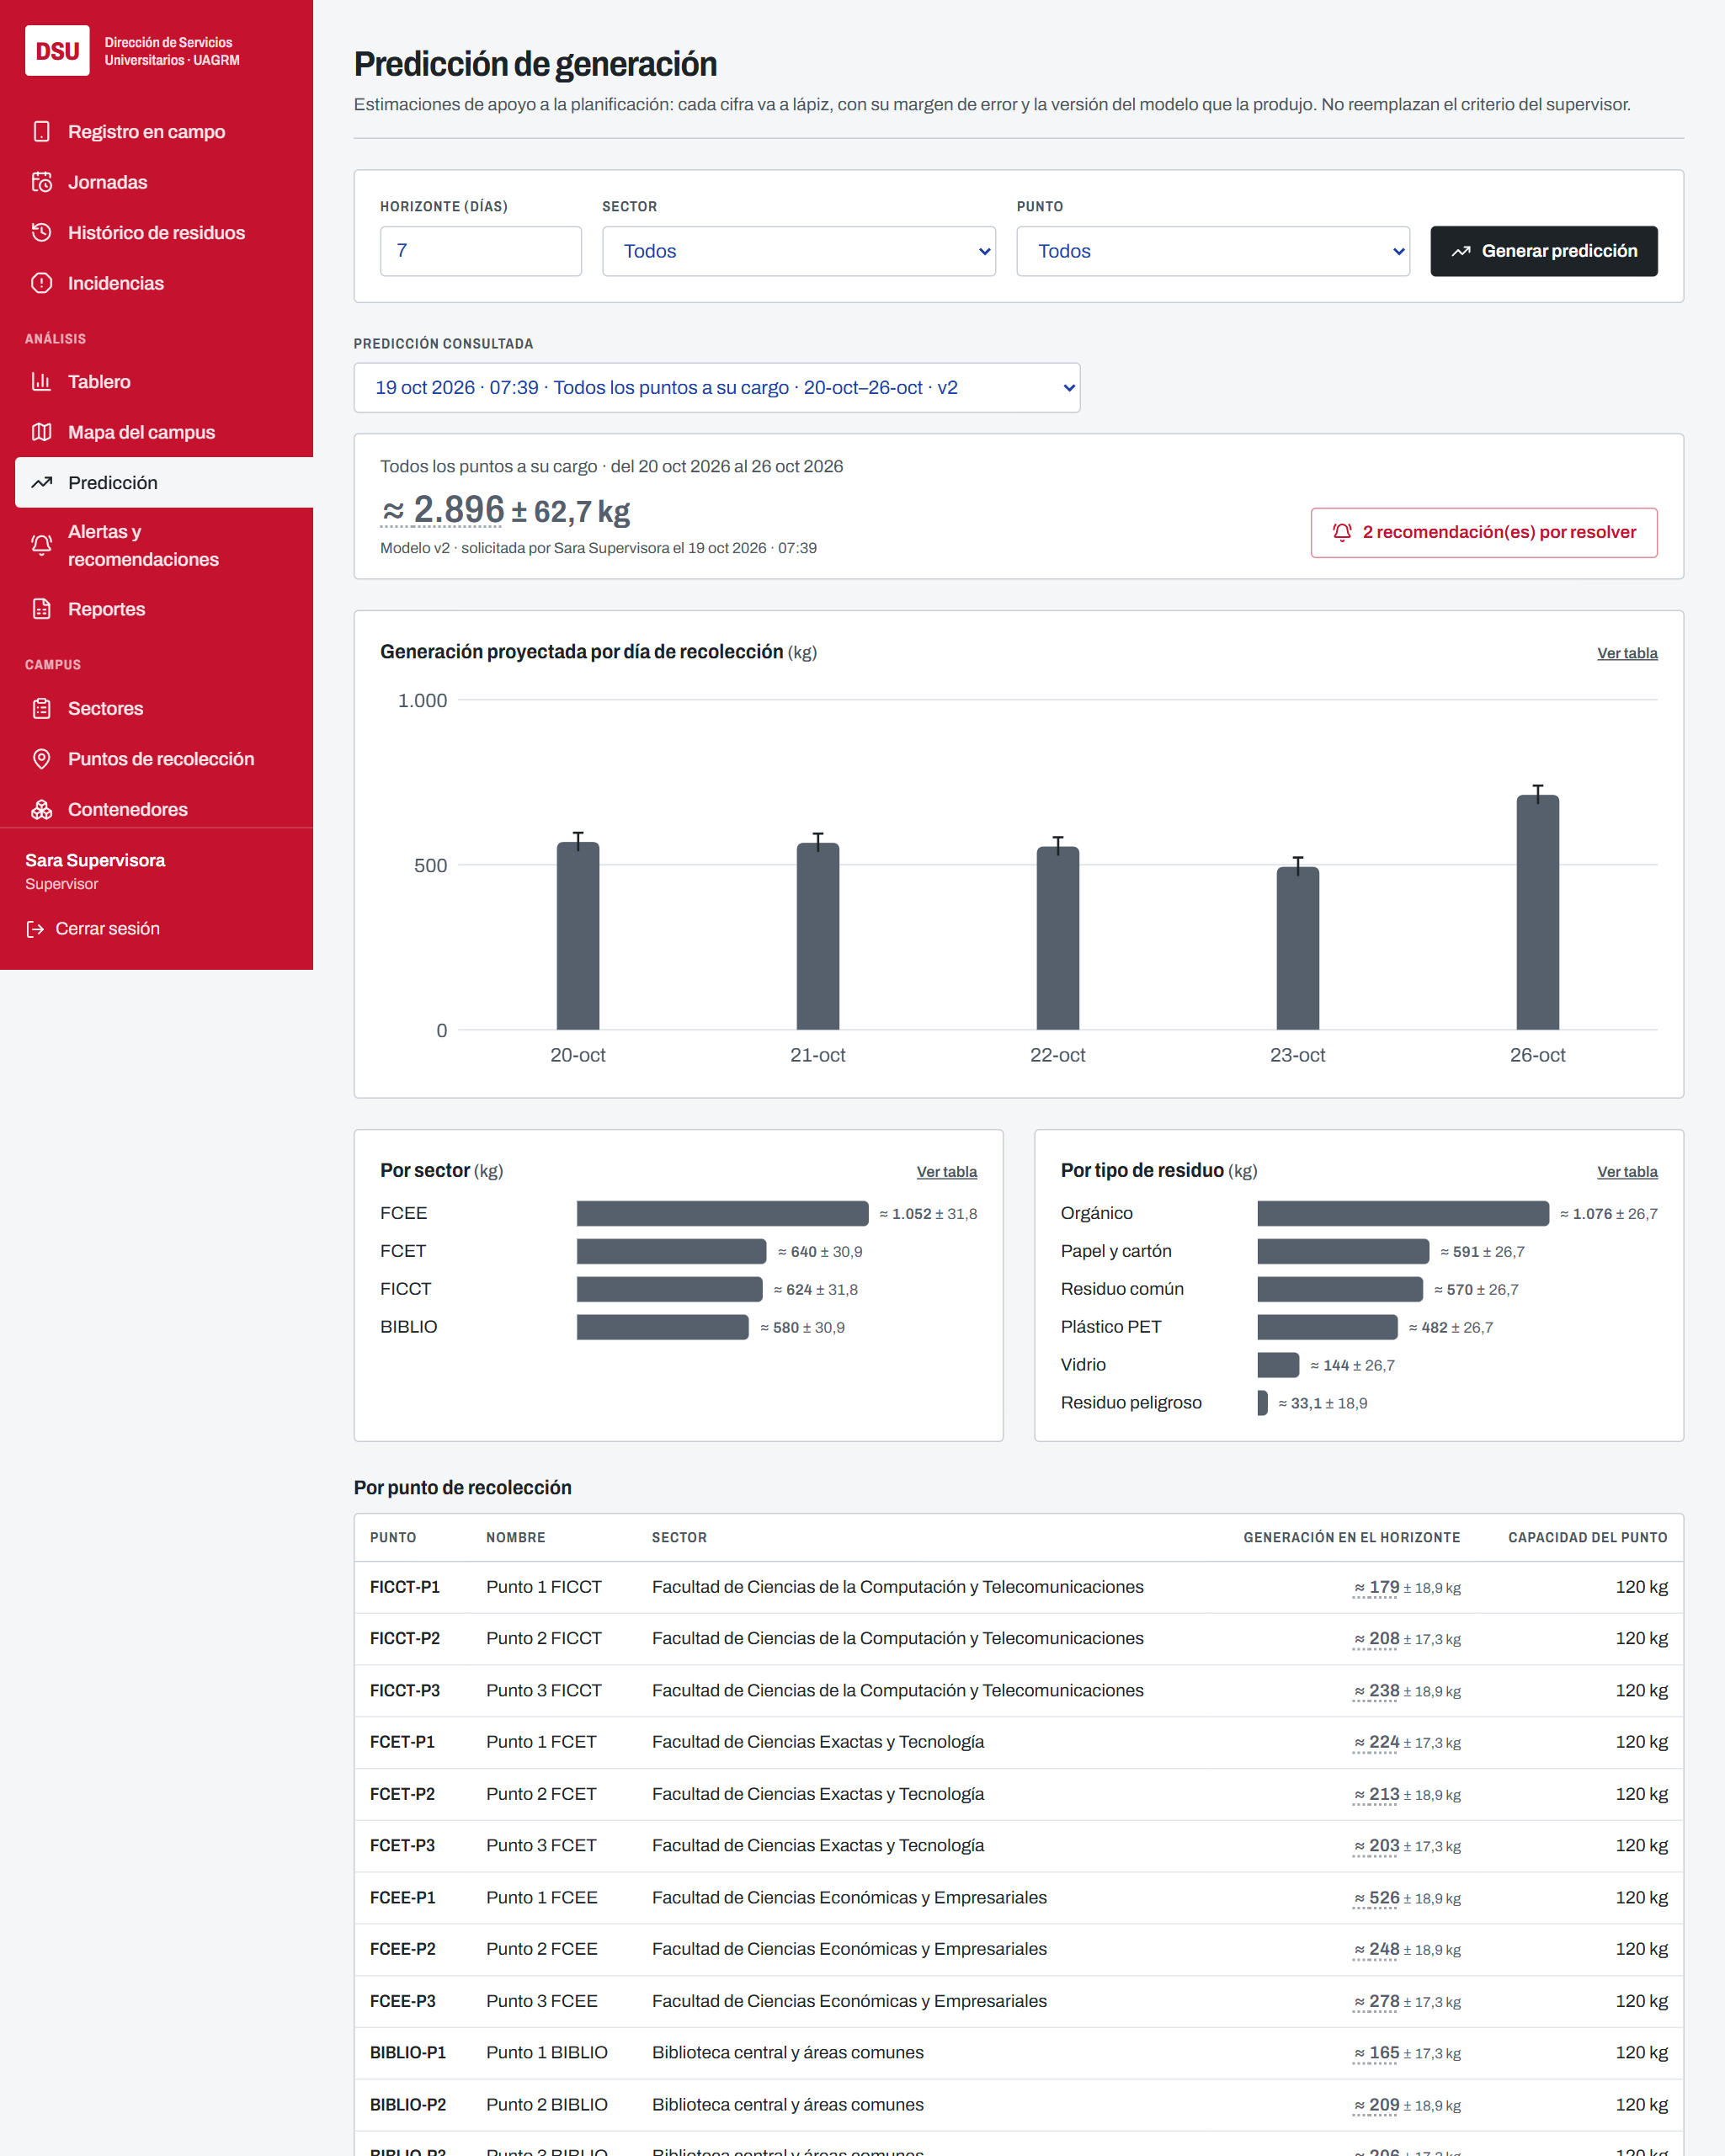 DSU
Dirección de Servicios
Universitarios · UAGRM
Registro en campo
Jornadas
Histórico de residuos
Incidencias
ANÁLISIS
Tablero
Mapa del campus
Predicción
Alertas y
recomendaciones
Reportes
CAMPUS
Sectores
Puntos de recolección
Contenedores
Sara Supervisora
Supervisor
Cerrar sesión
Predicción de generación
Estimaciones de apoyo a la planificación: cada cifra va a lápiz, con su margen de error y la versión del modelo que la produjo. No reemplazan el criterio del supervisor.
HORIZONTE (DÍAS) SECTOR PUNTO
7 Todos Todos Generar predicción
PREDICCIÓN CONSULTADA
19 oct 2026 · 07:39 · Todos los puntos a su cargo · 20-oct–26-oct · v2
Todos los puntos a su cargo · del 20 oct 2026 al 26 oct 2026
≈ 2.896 ± 62,7 kg
Modelo v2 · solicitada por Sara Supervisora el 19 oct 2026 · 07:39
2 recomendación(es) por resolver
Generación proyectada por día de recolección (kg) Ver tabla
1.000
500
0
20-oct 21-oct 22-oct 23-oct 26-oct
Por sector (kg) Ver tabla
FCEE ≈ 1.052 ± 31,8
FCET ≈ 640 ± 30,9
FICCT ≈ 624 ± 31,8
BIBLIO ≈ 580 ± 30,9
Por tipo de residuo (kg) Ver tabla
Orgánico ≈ 1.076 ± 26,7
Papel y cartón ≈ 591 ± 26,7
Residuo común ≈ 570 ± 26,7
Plástico PET ≈ 482 ± 26,7
Vidrio ≈ 144 ± 26,7
Residuo peligroso ≈ 33,1 ± 18,9
Por punto de recolección
PUNTO NOMBRE SECTOR GENERACIÓN EN EL HORIZONTE CAPACIDAD DEL PUNTO
FICCT-P1 Punto 1 FICCT Facultad de Ciencias de la Computación y Telecomunicaciones ≈ 179 ± 18,9 kg 120 kg
FICCT-P2 Punto 2 FICCT Facultad de Ciencias de la Computación y Telecomunicaciones ≈ 208 ± 17,3 kg 120 kg
FICCT-P3 Punto 3 FICCT Facultad de Ciencias de la Computación y Telecomunicaciones ≈ 238 ± 18,9 kg 120 kg
FCET-P1 Punto 1 FCET Facultad de Ciencias Exactas y Tecnología ≈ 224 ± 17,3 kg 120 kg
FCET-P2 Punto 2 FCET Facultad de Ciencias Exactas y Tecnología ≈ 213 ± 18,9 kg 120 kg
FCET-P3 Punto 3 FCET Facultad de Ciencias Exactas y Tecnología ≈ 203 ± 17,3 kg 120 kg
FCEE-P1 Punto 1 FCEE Facultad de Ciencias Económicas y Empresariales ≈ 526 ± 18,9 kg 120 kg
FCEE-P2 Punto 2 FCEE Facultad de Ciencias Económicas y Empresariales ≈ 248 ± 18,9 kg 120 kg
FCEE-P3 Punto 3 FCEE Facultad de Ciencias Económicas y Empresariales ≈ 278 ± 17,3 kg 120 kg
BIBLIO-P1 Punto 1 BIBLIO Biblioteca central y áreas comunes ≈ 165 ± 17,3 kg 120 kg
BIBLIO-P2 Punto 2 BIBLIO Biblioteca central y áreas comunes ≈ 209 ± 18,9 kg 120 kg
BIBLIO-P3 Punto 3 BIBLIO Biblioteca central y áreas comunes ≈ 206 ± 17,3 kg 120 kg